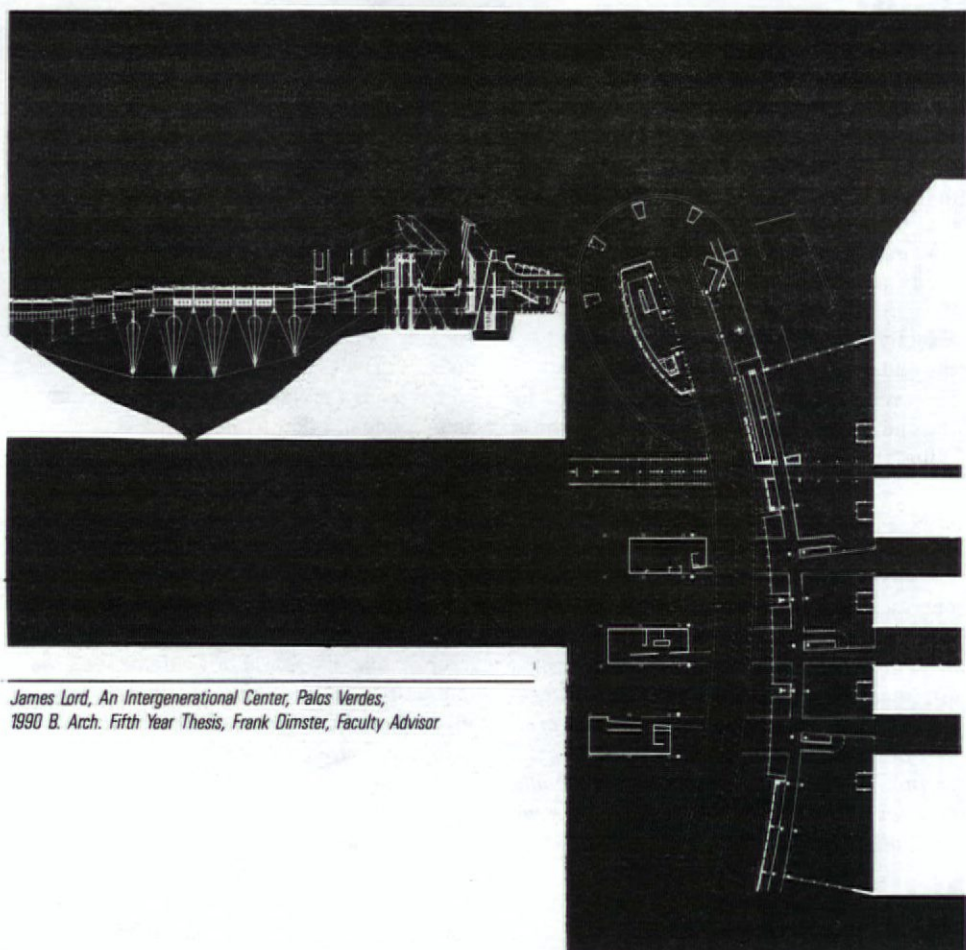 James Lord, An Intergenerational Center, Palos Verdes,
1990 B. Arch. Fifth Year Thesis, Frank Dimster, Faculty Advisor